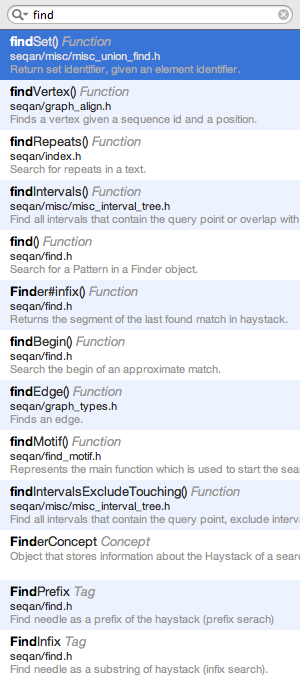 find
findSet() Function
seqan/misc/misc_union_find.h
Return set identifier, given an element identifier.
findVertex() Function
seqan/graph_align.h
Finds a vertex given a sequence id and a position.
findRepeats() Function
seqan/index.h
Search for repeats in a text.
findIntervals() Function
seqan/misc/misc_interval_tree.h
Find all intervals that contain the query point or overlap with
find() Function
seqan/find.h
Search for a Pattern in a Finder object.
Finder#infix() Function
seqan/find.h
Returns the segment of the last found match in haystack.
findBegin() Function
seqan/find.h
Search the begin of an approximate match.
findEdge() Function
seqan/graph_types.h
Finds an edge.
findMotif() Function
seqan/find_motif.h
Represents the main function which is used to start the sea
findIntervalsExcludeTouching() Function
seqan/misc/misc_interval_tree.h
Find all intervals that contain the query point, exclude interv
FinderConcept Concept
Object that stores information about the Haystack of a searc
FindPrefix Tag
seqan/find.h
Find needle as a prefix of the haystack (prefix serach)
FindInfix Tag
seqan/find.h
Find needle as a substring of haystack (infix search).